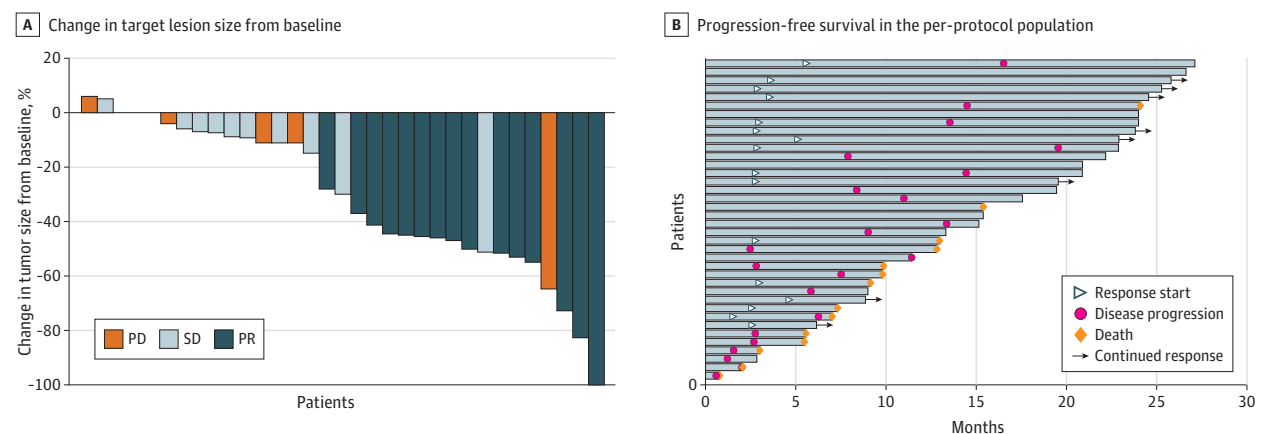 A Change in target lesion size from baseline
Change in tumor size from baseline, %
20
0
-20
-40
-60
-80
-100
PD SD PR
Patients
B Progression-free survival in the per-protocol population
Patients
0
Response start
Disease progression
Death
Continued response
0 5 10 15 20 25 30
Months